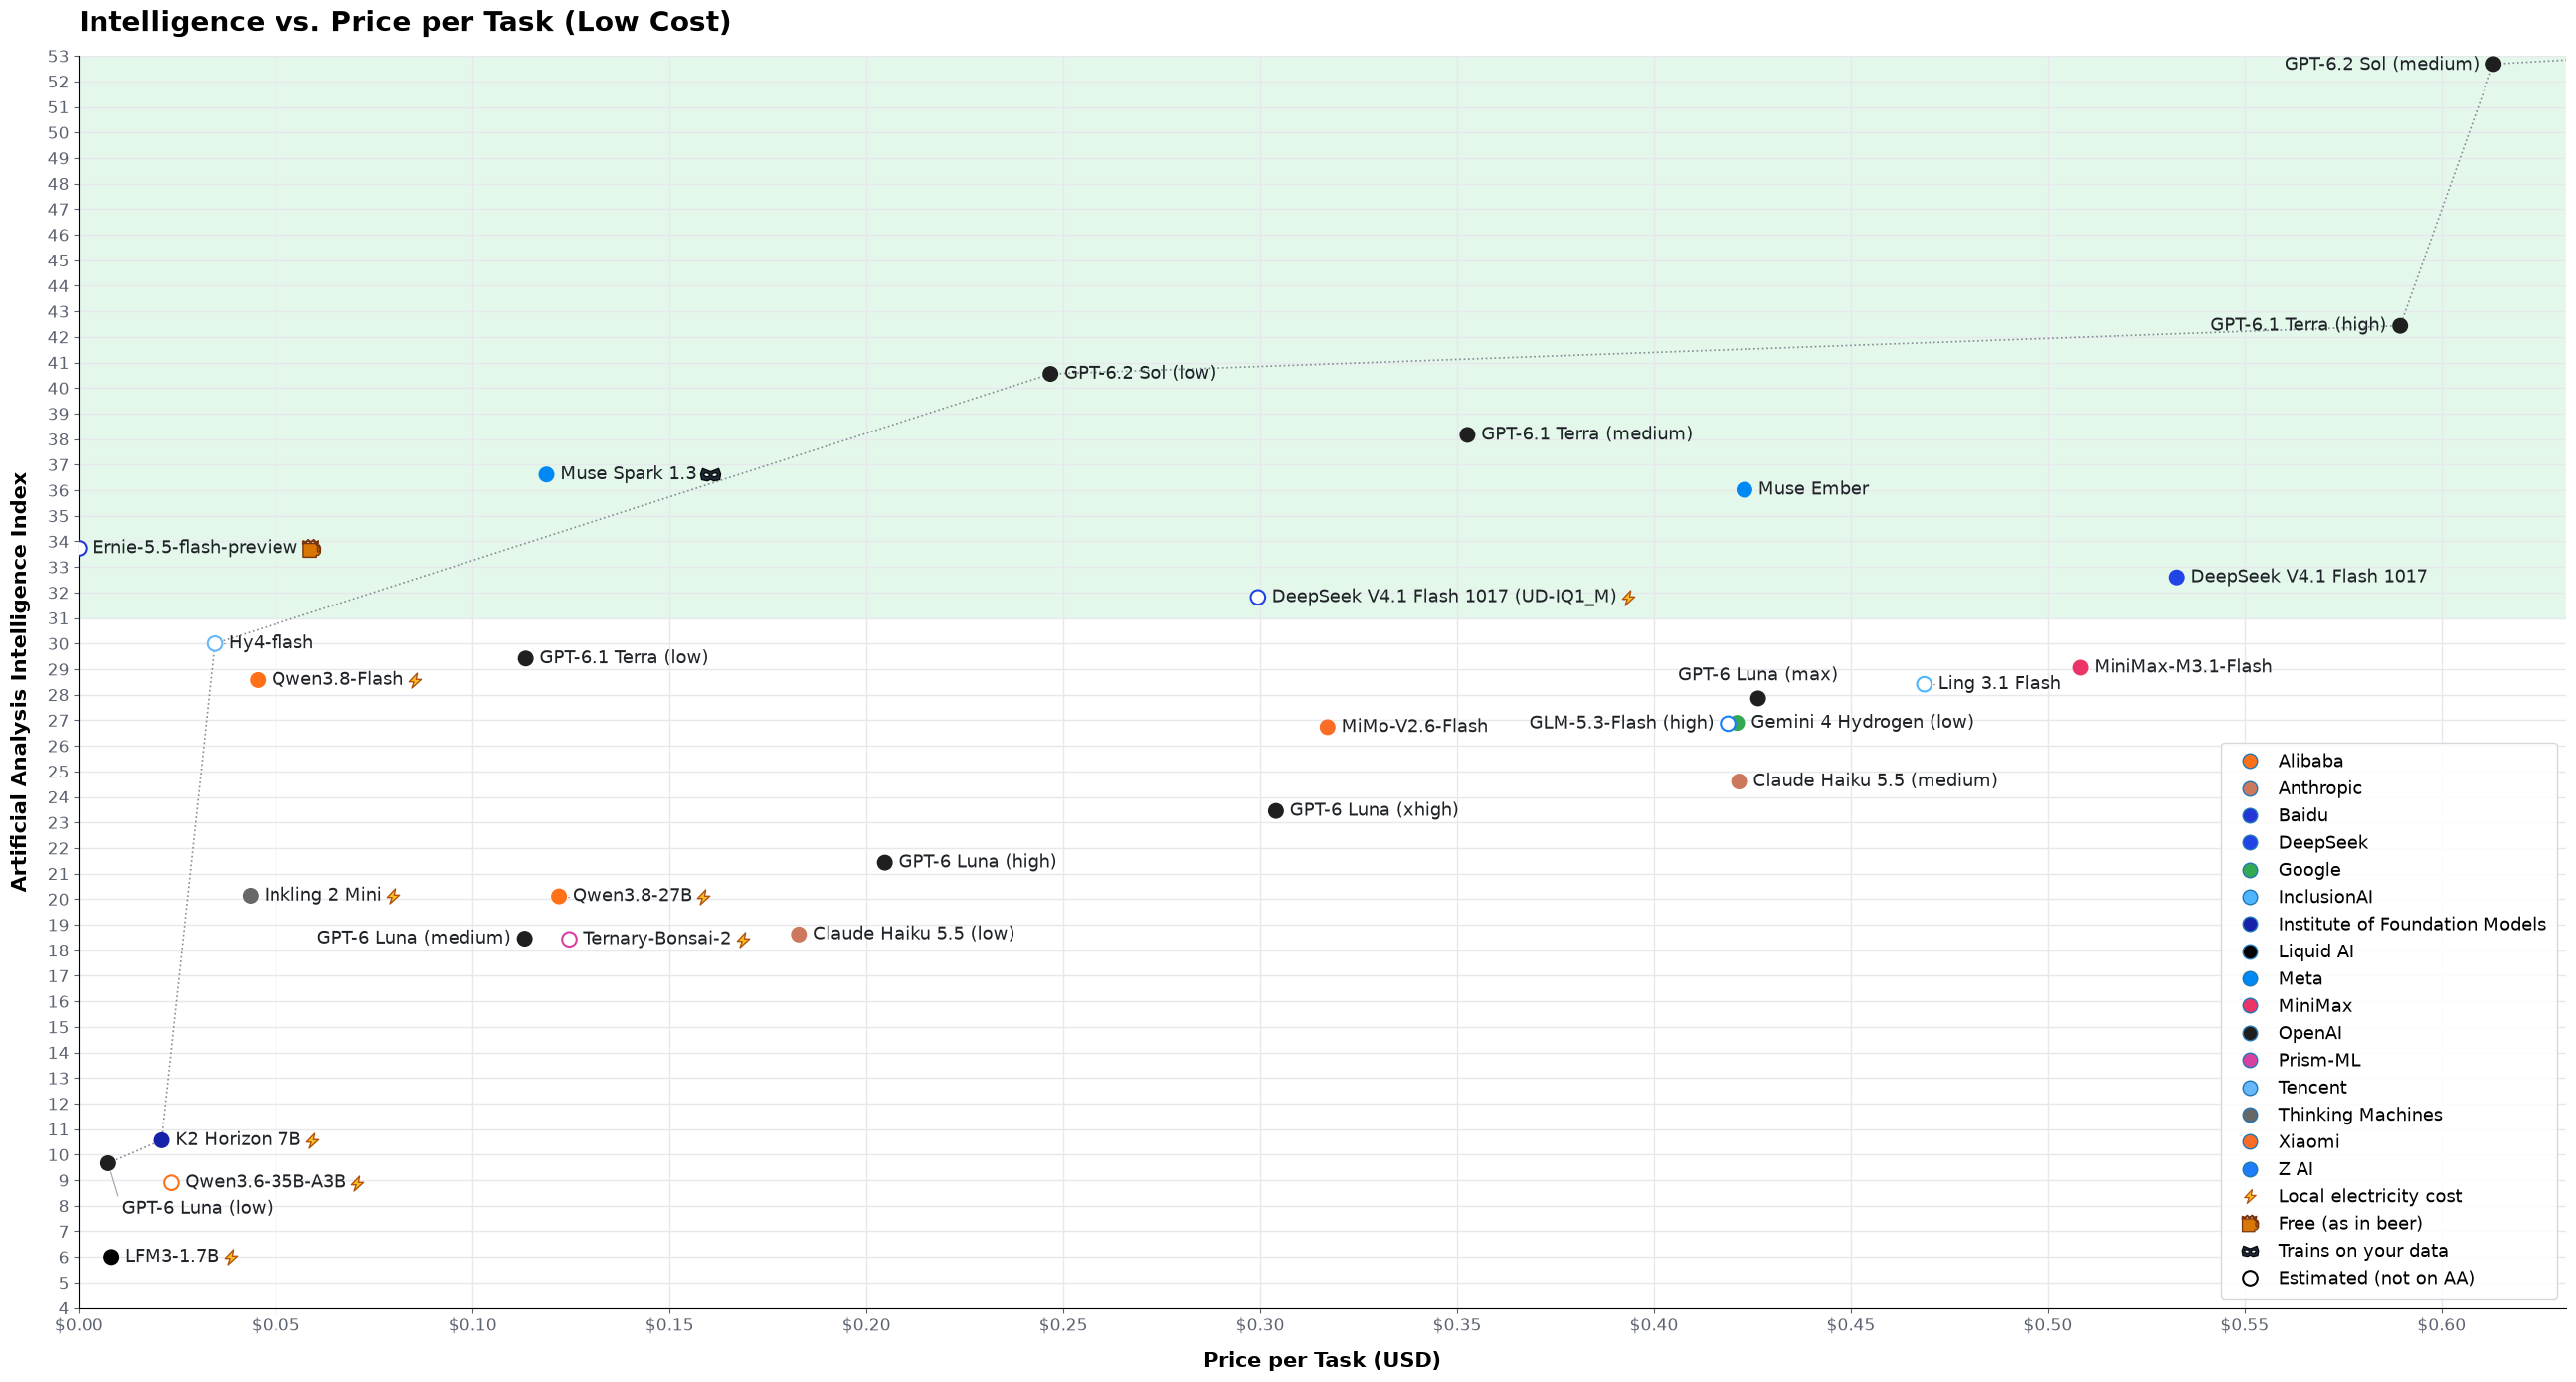 Intelligence vs. Price per Task (Low Cost)
Artificial Analysis Intelligence Index
53
52
51
50
49
48
47
46
45
44
43
42
41
40
39
38
37
36
35
34
33
32
31
30
29
28
27
26
25
24
23
22
21
20
19
18
17
16
15
14
13
12
11
10
9
8
7
6
5
4
GPT-6.2 Sol (medium)
GPT-6.1 Terra (high)
GPT-6.2 Sol (low)
GPT-6.1 Terra (medium)
Muse Spark 1.3
Muse Ember
Ernie-5.5-flash-preview
DeepSeek V4.1 Flash 1017
DeepSeek V4.1 Flash 1017 (UD-IQ1_M)
Hy4-flash
GPT-6.1 Terra (low)
MiniMax-M3.1-Flash
GPT-6 Luna (max)
Qwen3.8-Flash
Ling 3.1 Flash
GLM-5.3-Flash (high)
Gemini 4 Hydrogen (low)
MiMo-V2.6-Flash
Claude Haiku 5.5 (medium)
GPT-6 Luna (xhigh)
GPT-6 Luna (high)
Inkling 2 Mini
Qwen3.8-27B
GPT-6 Luna (medium)
Ternary-Bonsai-2
Claude Haiku 5.5 (low)
K2 Horizon 7B
Qwen3.6-35B-A3B
GPT-6 Luna (low)
LFM3-1.7B
Alibaba
Anthropic
Baidu
DeepSeek
Google
InclusionAI
Institute of Foundation Models
Liquid AI
Meta
MiniMax
OpenAI
Prism-ML
Tencent
Thinking Machines
Xiaomi
Z AI
Local electricity cost
Free (as in beer)
Trains on your data
Estimated (not on AA)
$0.00
$0.05
$0.10
$0.15
$0.20
$0.25
$0.30
$0.35
$0.40
$0.45
$0.50
$0.55
$0.60
Price per Task (USD)